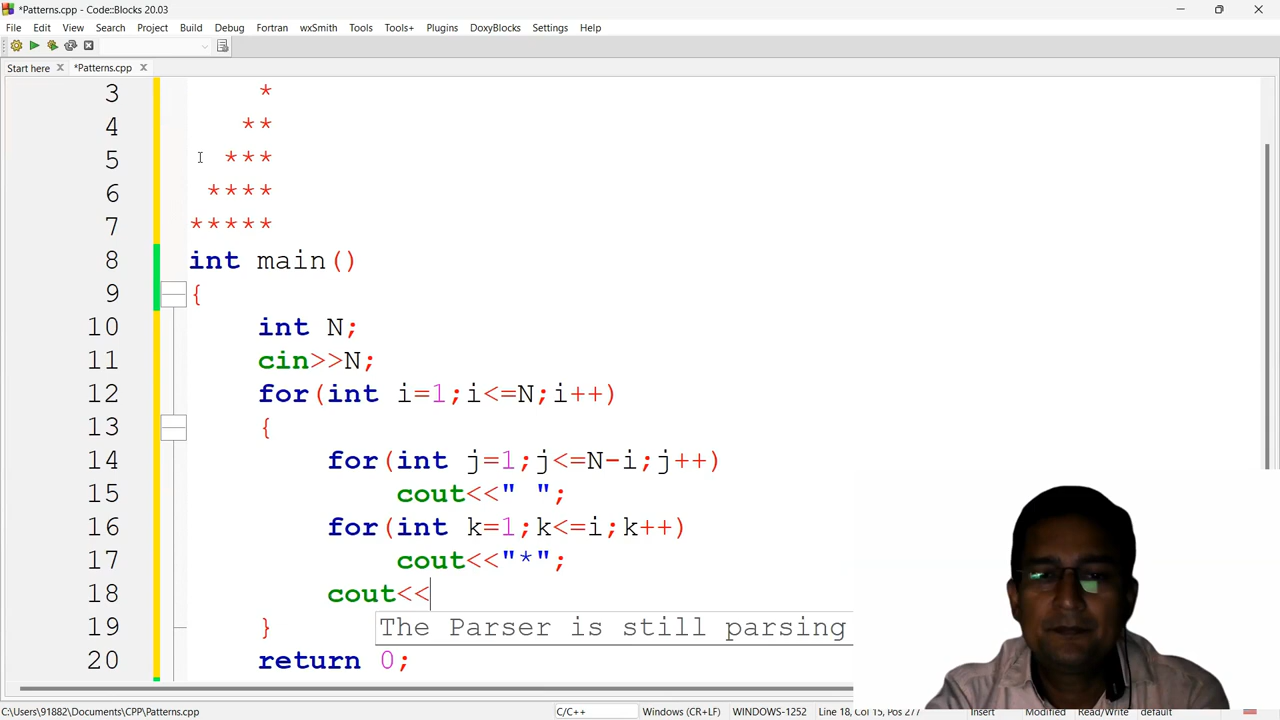 *Patterns.cpp - Code::Blocks 20.03
File Edit View Search Project Build Debug Fortran wxSmith Tools Tools+ Plugins DoxyBlocks Settings Help
Start here *Patterns.cpp
3 *
4 **
5 ***
6 ****
7 *****
8 int main()
9 {
10 int N;
11 cin>>N;
12 for(int i=1;i<=N;i++)
13 {
14 for(int j=1;j<=N-i;j++)
15 cout<<" ";
16 for(int k=1;k<=i;k++)
17 cout<<"*";
18 cout<<
19 }
The Parser is still parsing
20 return 0;
C:\Users\91882\Documents\CPP\Patterns.cpp C/C++ Windows (CR+LF) WINDOWS-1252 Line 18, Col 15, Pos 277 Insert Modified Read/Write default